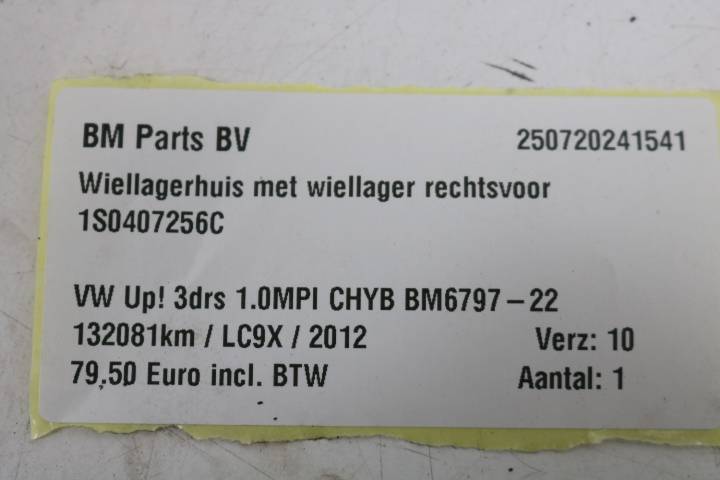 BM Parts BV 250720241541
Wiellagerhuis met wiellager rechtsvoor
1S0407256C
VW Up! 3drs 1.0MPI CHYB BM6797-22
132081km / LC9X / 2012 Verz: 10
79,50 Euro incl. BTW Aantal: 1